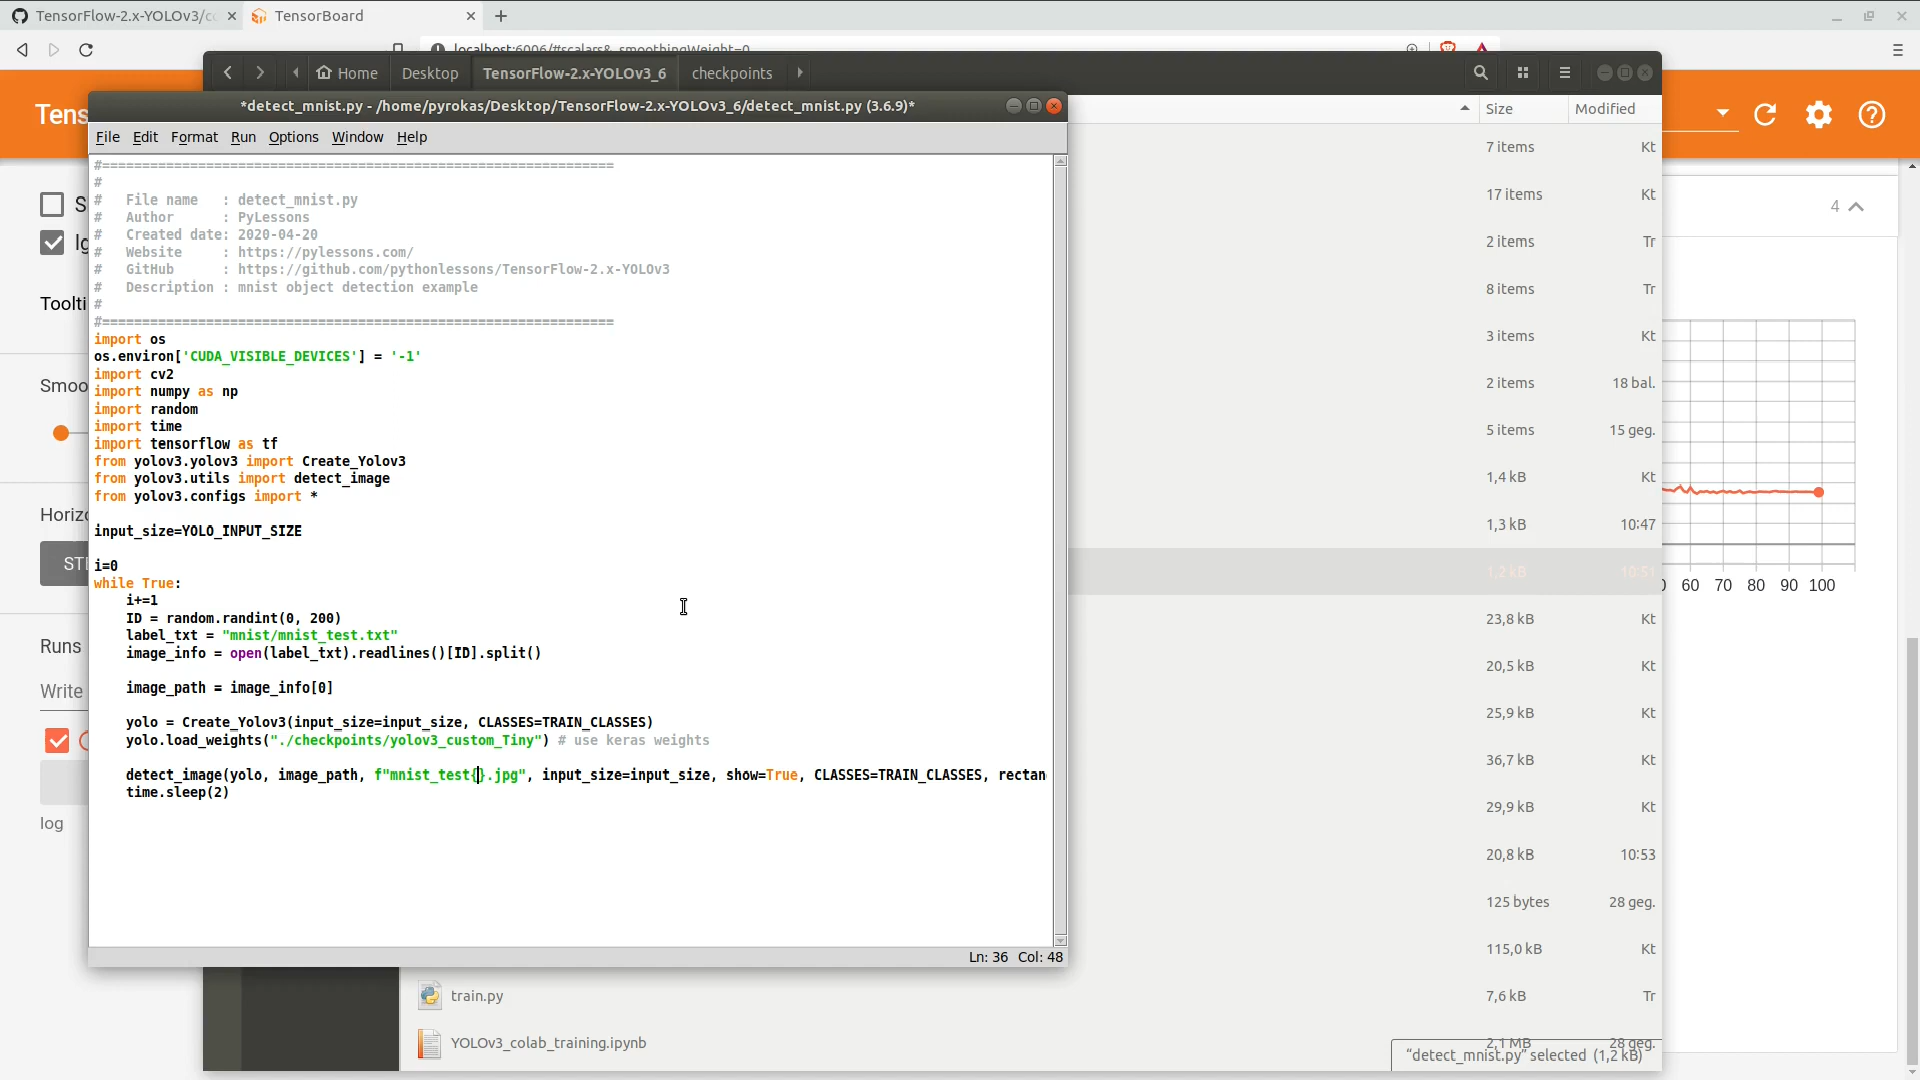 TensorFlow-2.x-YOLOv3/c
TensorBoard
localhost:6006/#scalars&_smoothingWeight=0
Home
Desktop
TensorFlow-2.x-YOLOv3_6
checkpoints
Tens
*detect_mnist.py - /home/pyrokas/Desktop/TensorFlow-2.x-YOLOv3_6/detect_mnist.py (3.6.9)*
File Edit Format Run Options Window Help
#================================================================
#
#   File name   : detect_mnist.py
#   Author      : PyLessons
#   Created date: 2020-04-20
#   Website     : https://pylessons.com/
#   GitHub      : https://github.com/pythonlessons/TensorFlow-2.x-YOLOv3
#   Description : mnist object detection example
#
#================================================================
import os
os.environ['CUDA_VISIBLE_DEVICES'] = '-1'
import cv2
import numpy as np
import random
import time
import tensorflow as tf
from yolov3.yolov3 import Create_Yolov3
from yolov3.utils import detect_image
from yolov3.configs import *
input_size=YOLO_INPUT_SIZE
i=0
while True:
    i+=1
    ID = random.randint(0, 200)
    label_txt = "mnist/mnist_test.txt"
    image_info = open(label_txt).readlines()[ID].split()
    image_path = image_info[0]
    yolo = Create_Yolov3(input_size=input_size, CLASSES=TRAIN_CLASSES)
    yolo.load_weights("./checkpoints/yolov3_custom_Tiny") # use keras weights
    detect_image(yolo, image_path, f"mnist_test{}.jpg", input_size=input_size, show=True, CLASSES=TRAIN_CLASSES, rectan
    time.sleep(2)
Ln: 36 Col: 48
S
Ig
Toolti
Smoo
Horizo
ST
Runs
Write
log
Size Modified
7 items Kt
17 items Kt
2 items Tr
8 items Tr
3 items Kt
2 items 18 bal.
5 items 15 geg.
1,4 kB Kt
1,3 kB 10:47
1,2 kB 10:51
23,8 kB Kt
20,5 kB Kt
25,9 kB Kt
36,7 kB Kt
29,9 kB Kt
20,8 kB 10:53
125 bytes 28 geg.
115,0 kB Kt
train.py 7,6 kB Tr
YOLOv3_colab_training.ipynb 2,1 MB 28 geg.
"detect_mnist.py" selected (1,2 kB)
4
60 70 80 90 100